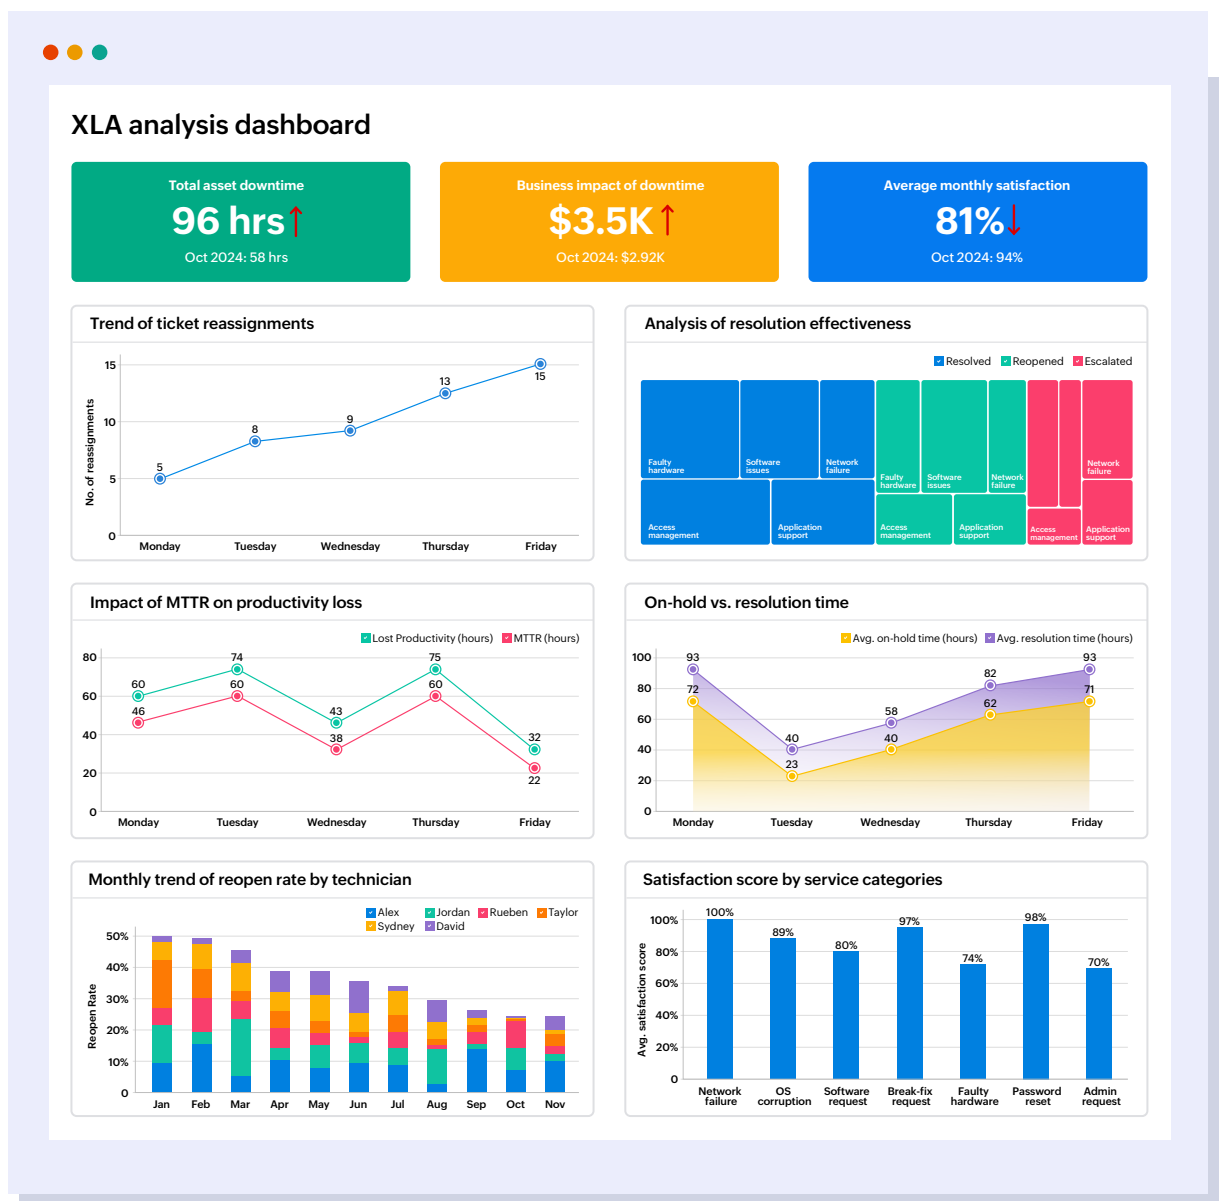 XLA analysis dashboard
Total asset downtime
96 hrs
Oct 2024: 58 hrs
Business impact of downtime
$3.5K
Oct 2024: $2.92K
Average monthly satisfaction
81%
Oct 2024: 94%
Trend of ticket reassignments
No. of reassignments
15
10
5
0
5
8
9
13
15
Monday
Tuesday
Wednesday
Thursday
Friday
Analysis of resolution effectiveness
Resolved
Reopened
Escalated
Faulty
hardware
Software
issues
Network
failure
Access
management
Application
support
Faulty
hardware
Software
issues
Network
failure
Access
management
Application
support
Network
failure
Access
management
Application
support
Impact of MTTR on productivity loss
Lost Productivity (hours)
MTTR (hours)
80
60
40
20
0
60
74
43
75
32
46
60
38
60
22
Monday
Tuesday
Wednesday
Thursday
Friday
On-hold vs. resolution time
Avg. on-hold time (hours)
Avg. resolution time (hours)
100
80
60
40
20
0
93
40
58
82
93
72
23
40
62
71
Monday
Tuesday
Wednesday
Thursday
Friday
Monthly trend of reopen rate by technician
Alex
Jordan
Rueben
Taylor
Sydney
David
Reopen Rate
50%
40%
30%
20%
10%
0
Jan
Feb
Mar
Apr
May
Jun
Jul
Aug
Sep
Oct
Nov
Satisfaction score by service categories
Avg. satisfaction score
100%
80%
60%
40%
20%
0
100%
89%
80%
97%
74%
98%
70%
Network
failure
OS
corruption
Software
request
Break-fix
request
Faulty
hardware
Password
reset
Admin
request